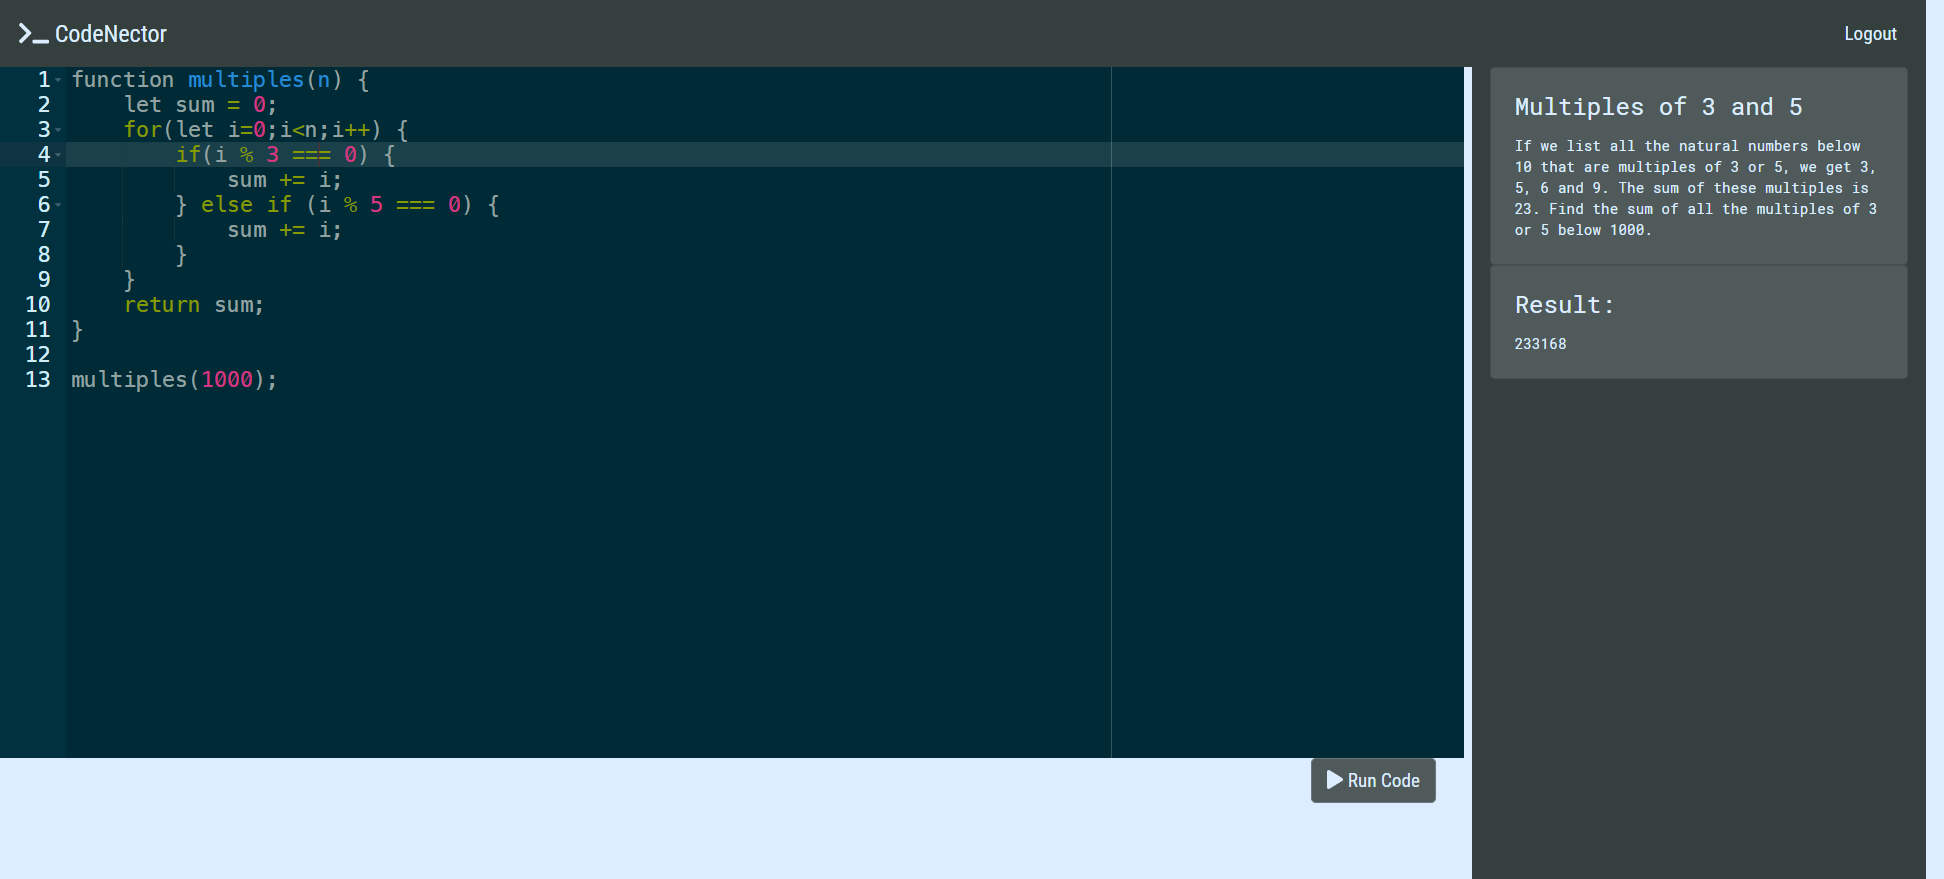 CodeNector
Logout
1 function multiples(n) {
2     let sum = 0;
3     for(let i=0;i<n;i++) {
4         if(i % 3 === 0) {
5             sum += i;
6         } else if (i % 5 === 0) {
7             sum += i;
8         }
9     }
10     return sum;
11 }
12
13 multiples(1000);
Run Code
Multiples of 3 and 5
If we list all the natural numbers below
10 that are multiples of 3 or 5, we get 3,
5, 6 and 9. The sum of these multiples is
23. Find the sum of all the multiples of 3
or 5 below 1000.
Result:
233168